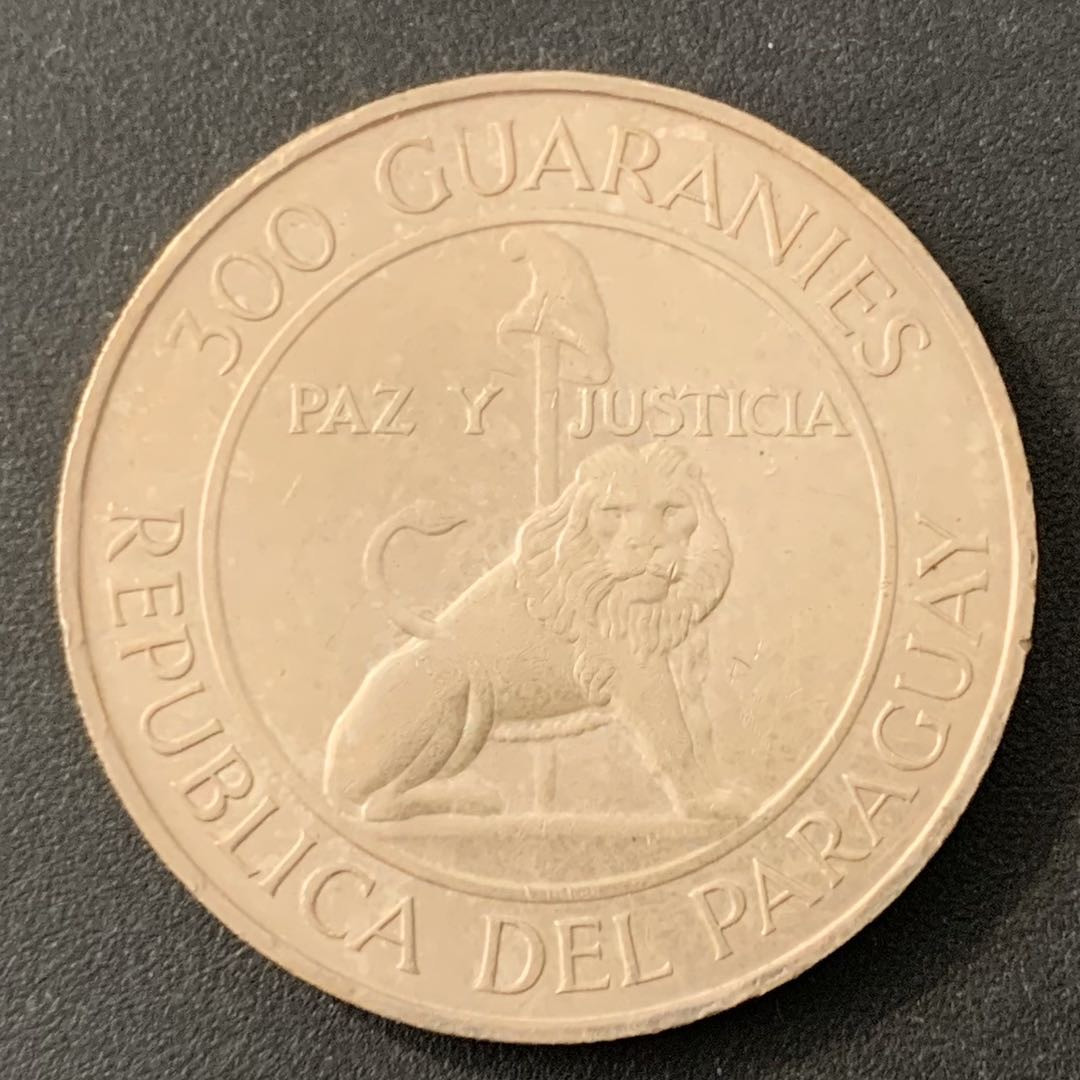 300 GUARANIES
PAZ Y JUSTICIA
REPUBLICA DEL PARAGUAY